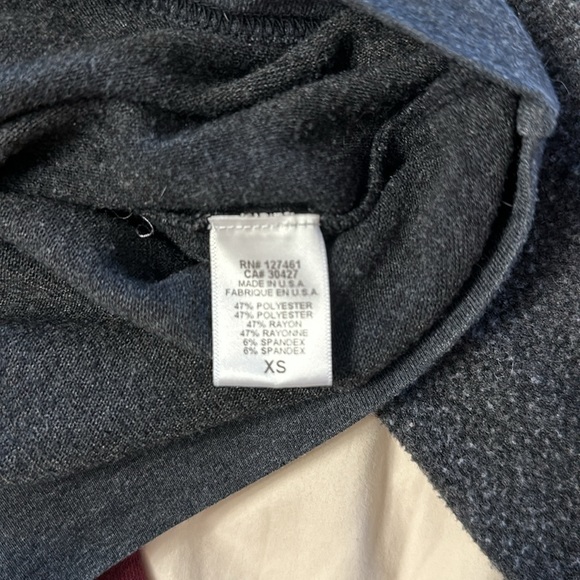 RN# 127461
CA# 30427
MADE IN U.S.A.
FABRIQUE EN U.S.A.
47% POLYESTER
47% POLYESTER
47% RAYON
47% RAYONNE
6% SPANDEX
6% SPANDEX
XS